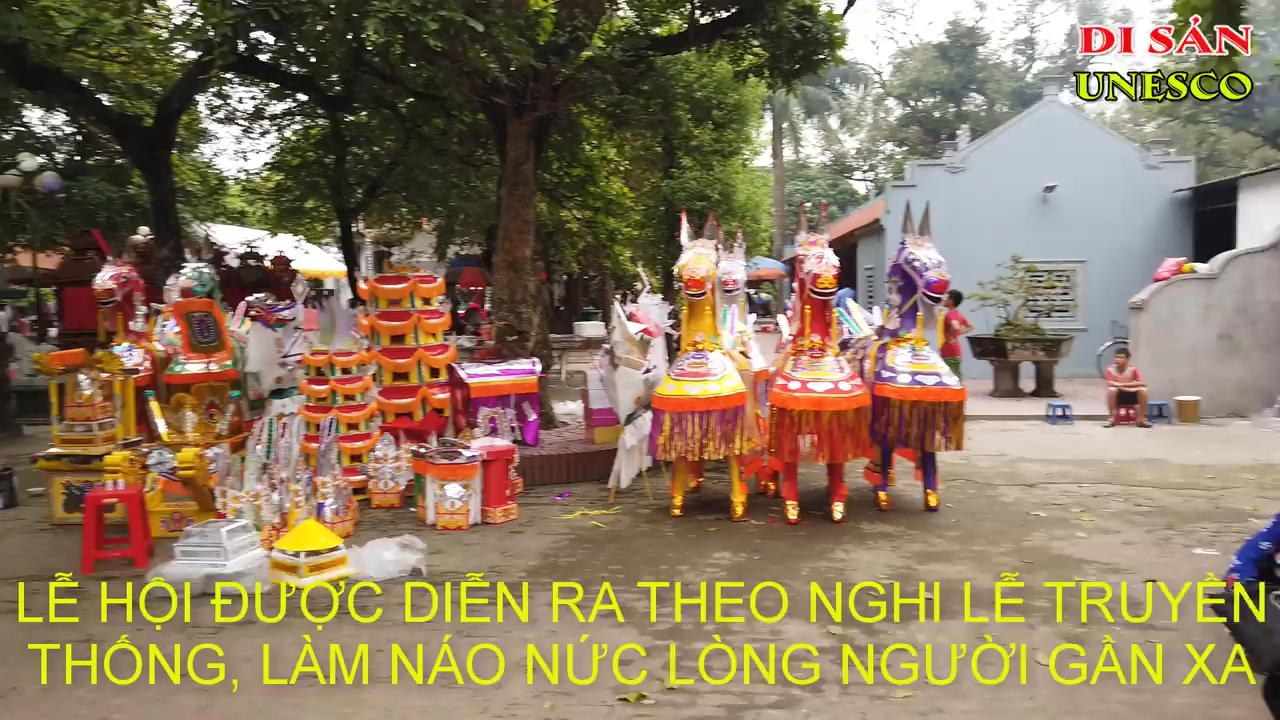 DI SẢN
UNESCO
LỄ HỘI ĐƯỢC DIỄN RA THEO NGHI LỄ TRUYỀN
THỐNG, LÀM NÁO NỨC LÒNG NGƯỜI GẦN XA